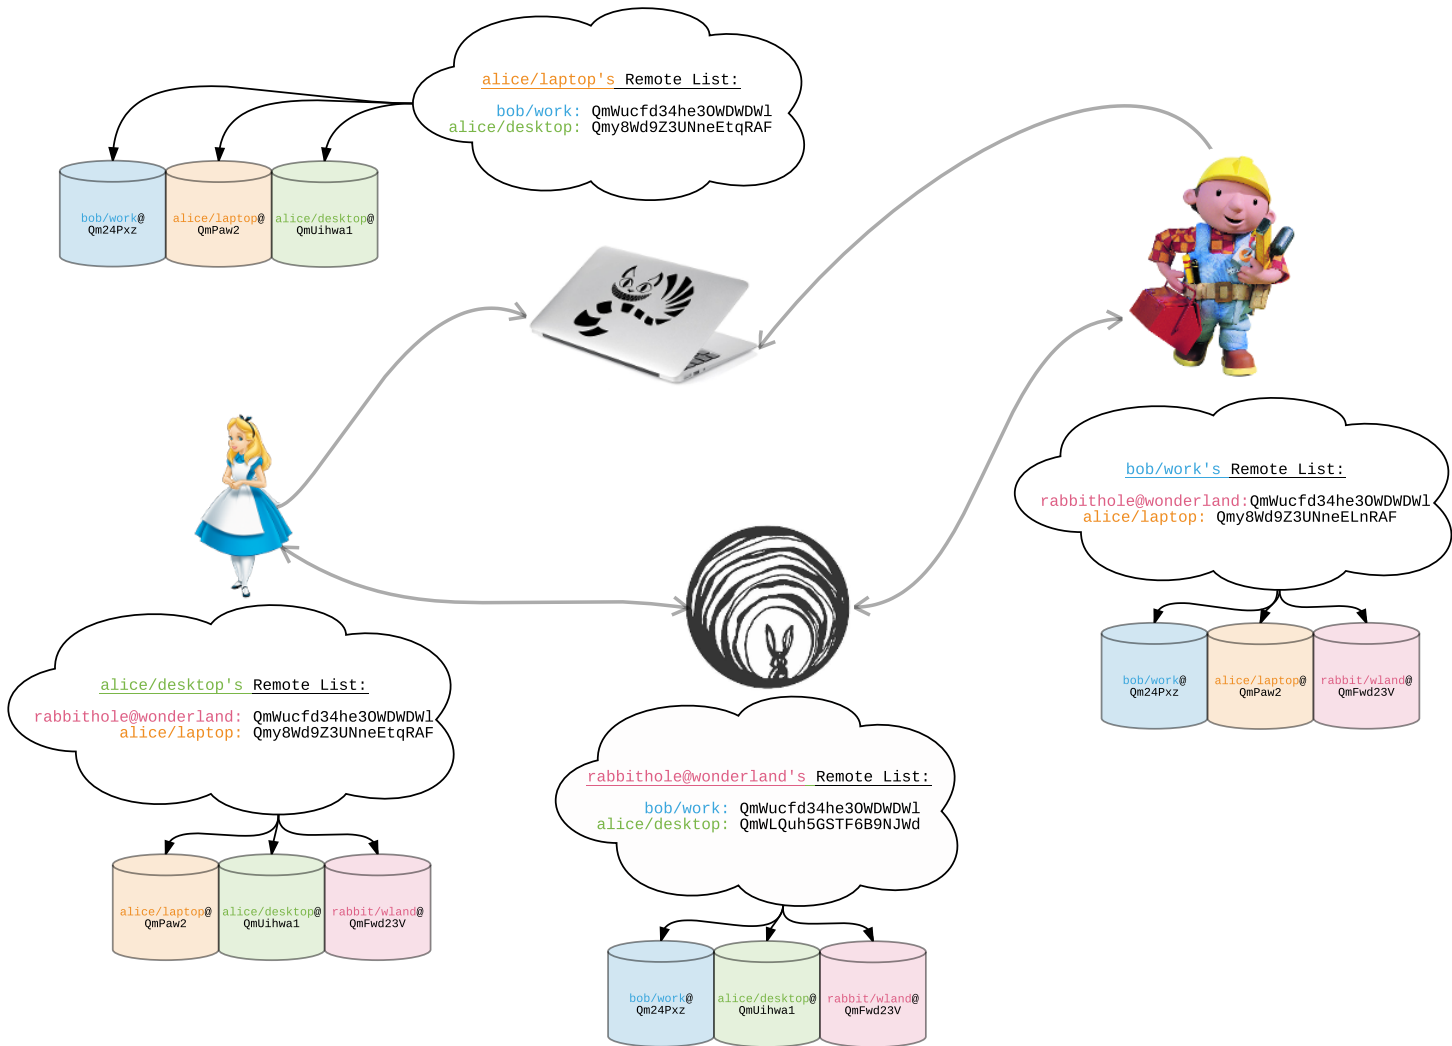 alice/laptop's Remote List:
bob/work: QmWucfd34he3OWDWDWl
alice/desktop: Qmy8Wd9Z3UNneEtqRAF
bob/work@
Qm24Pxz
alice/laptop@
QmPaw2
alice/desktop@
QmUihwa1
bob/work's Remote List:
rabbithole@wonderland:QmWucfd34he3OWDWDWl
alice/laptop: Qmy8Wd9Z3UNneELnRAF
bob/work@
Qm24Pxz
alice/laptop@
QmPaw2
rabbit/wland@
QmFwd23V
alice/desktop's Remote List:
rabbithole@wonderland: QmWucfd34he3OWDWDWl
alice/laptop: Qmy8Wd9Z3UNneEtqRAF
alice/laptop@
QmPaw2
alice/desktop@
QmUihwa1
rabbit/wland@
QmFwd23V
rabbithole@wonderland's Remote List:
bob/work: QmWucfd34he3OWDWDWl
alice/desktop: QmWLQuh5GSTF6B9NJWd
bob/work@
Qm24Pxz
alice/desktop@
QmUihwa1
rabbit/wland@
QmFwd23V